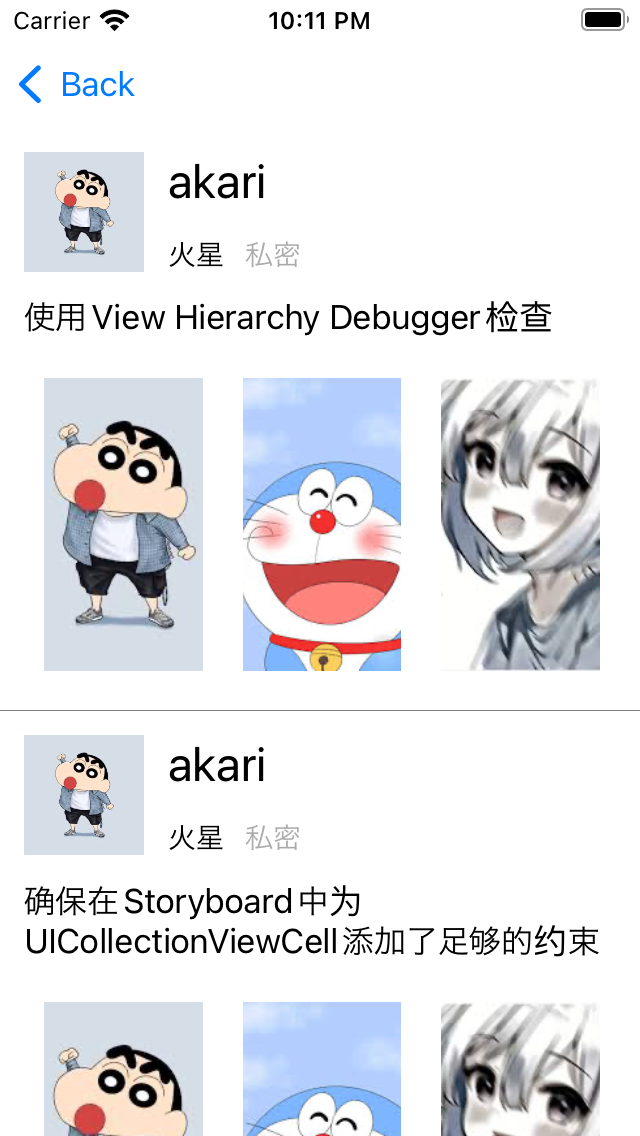 Carrier 10:11 PM
Back
akari
火星 私密
使用View Hierarchy Debugger检查
akari
火星 私密
确保在Storyboard中为
UICollectionViewCell添加了足够的约束